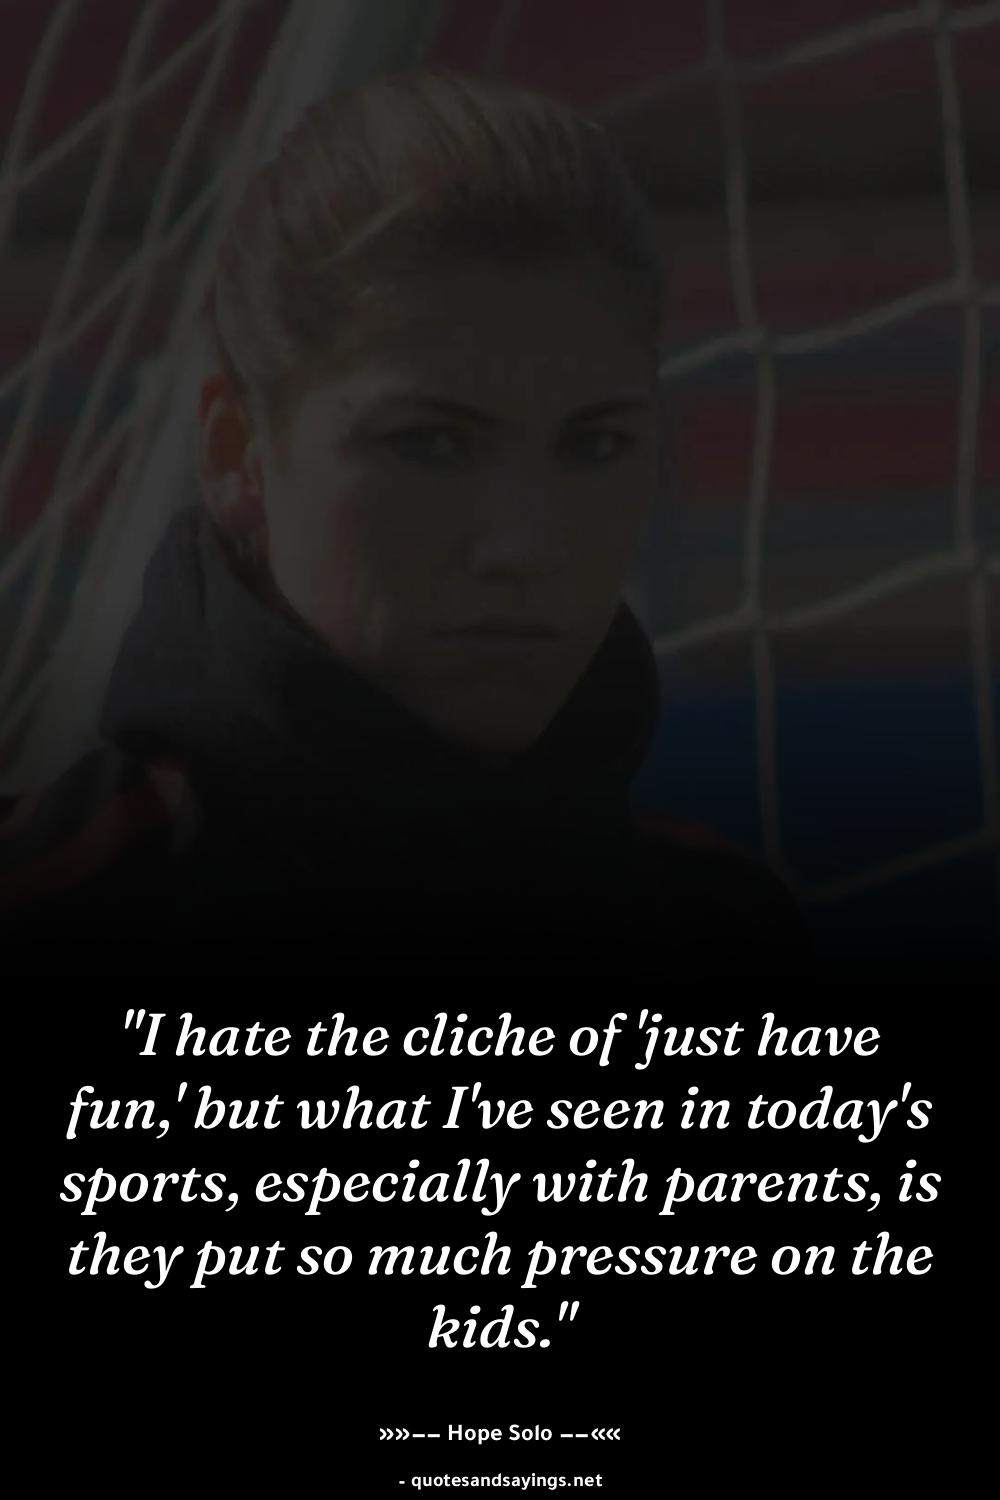 "I hate the cliche of 'just have
fun,' but what I've seen in today's
sports, especially with parents, is
they put so much pressure on the
kids."
»»–– Hope Solo ––««
- quotesandsayings.net